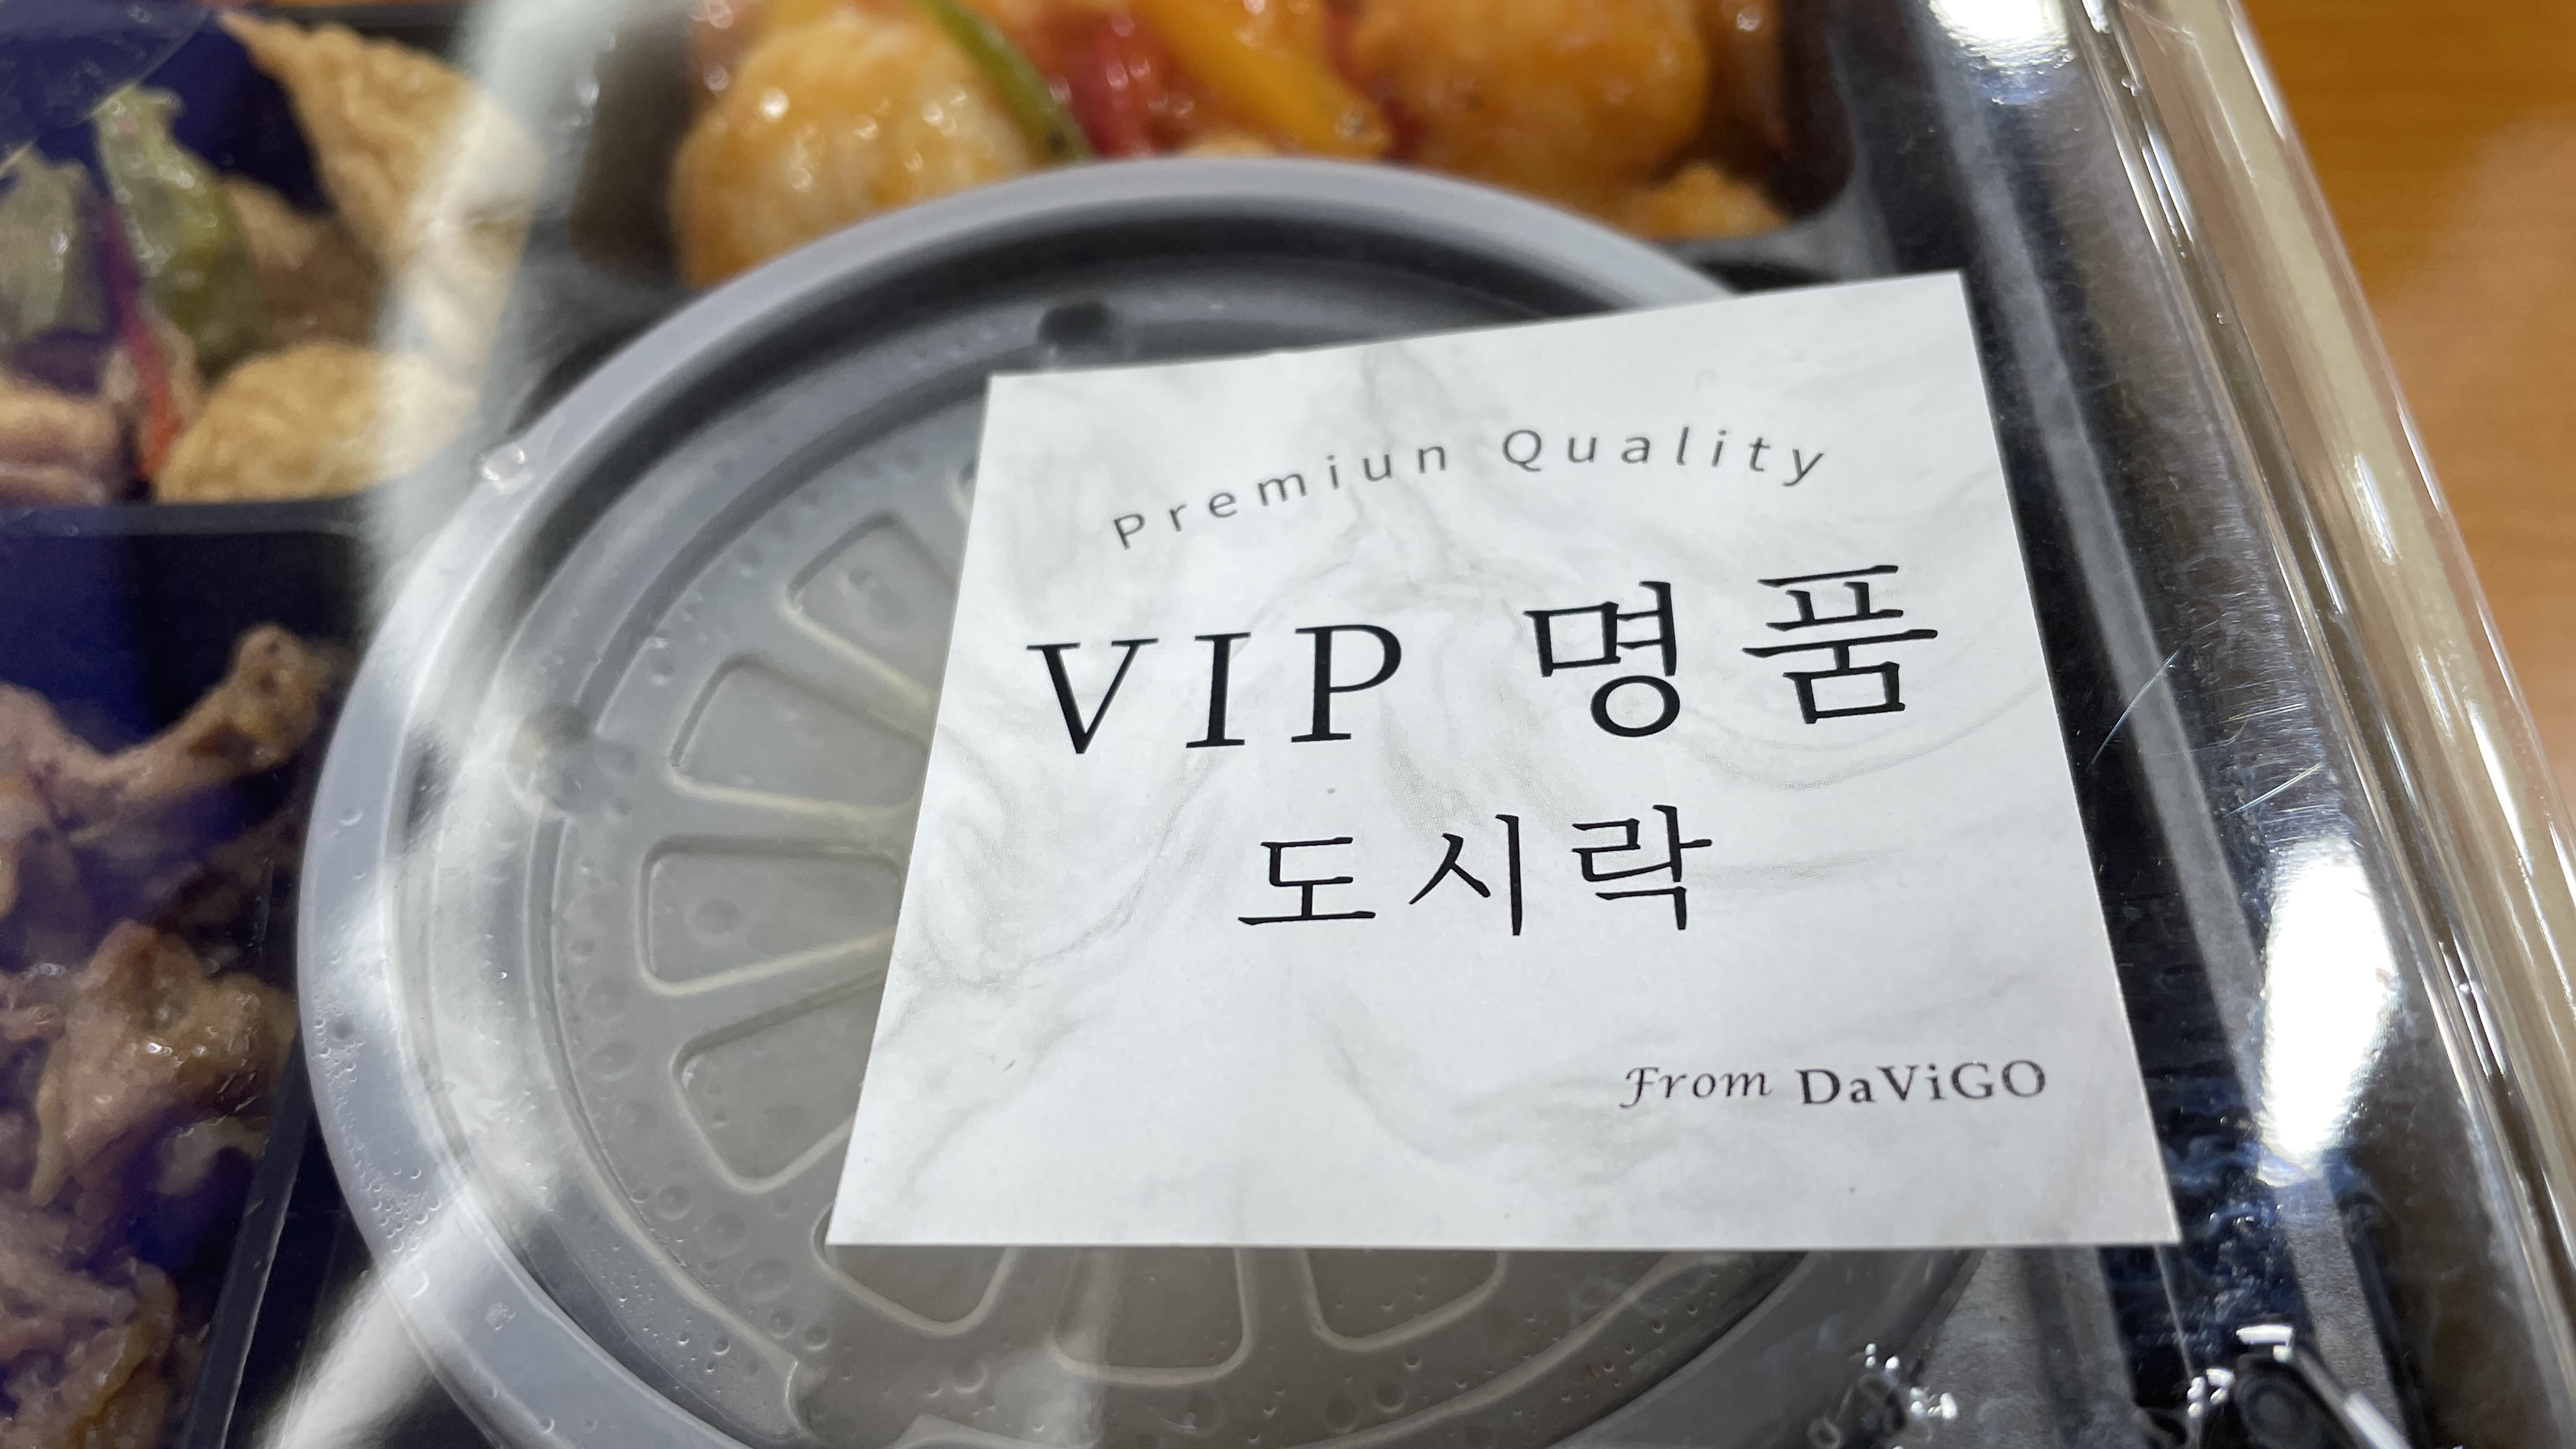 Premiun Quality
VIP 명품
도시락
From DaViGO